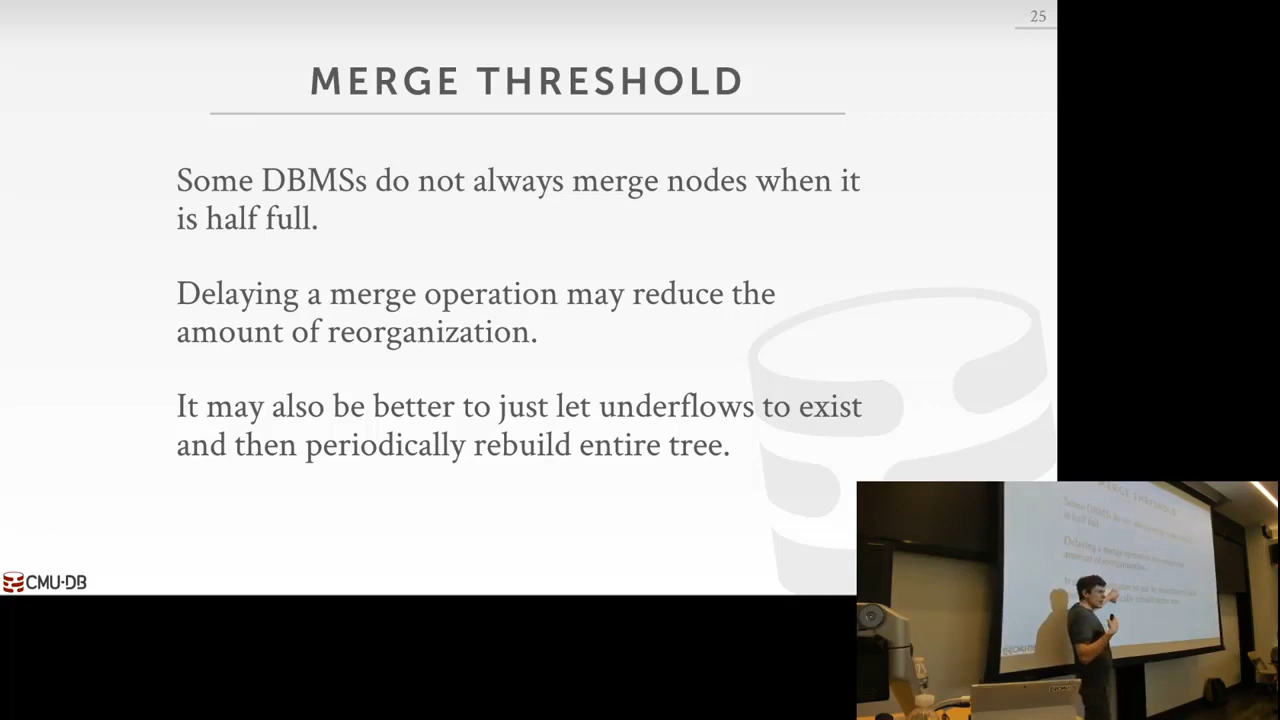 25
MERGE THRESHOLD
Some DBMSs do not always merge nodes when it
is half full.
Delaying a merge operation may reduce the
amount of reorganization.
It may also be better to just let underflows to exist
and then periodically rebuild entire tree.
CMU·DB
MERGE THRESHOLD